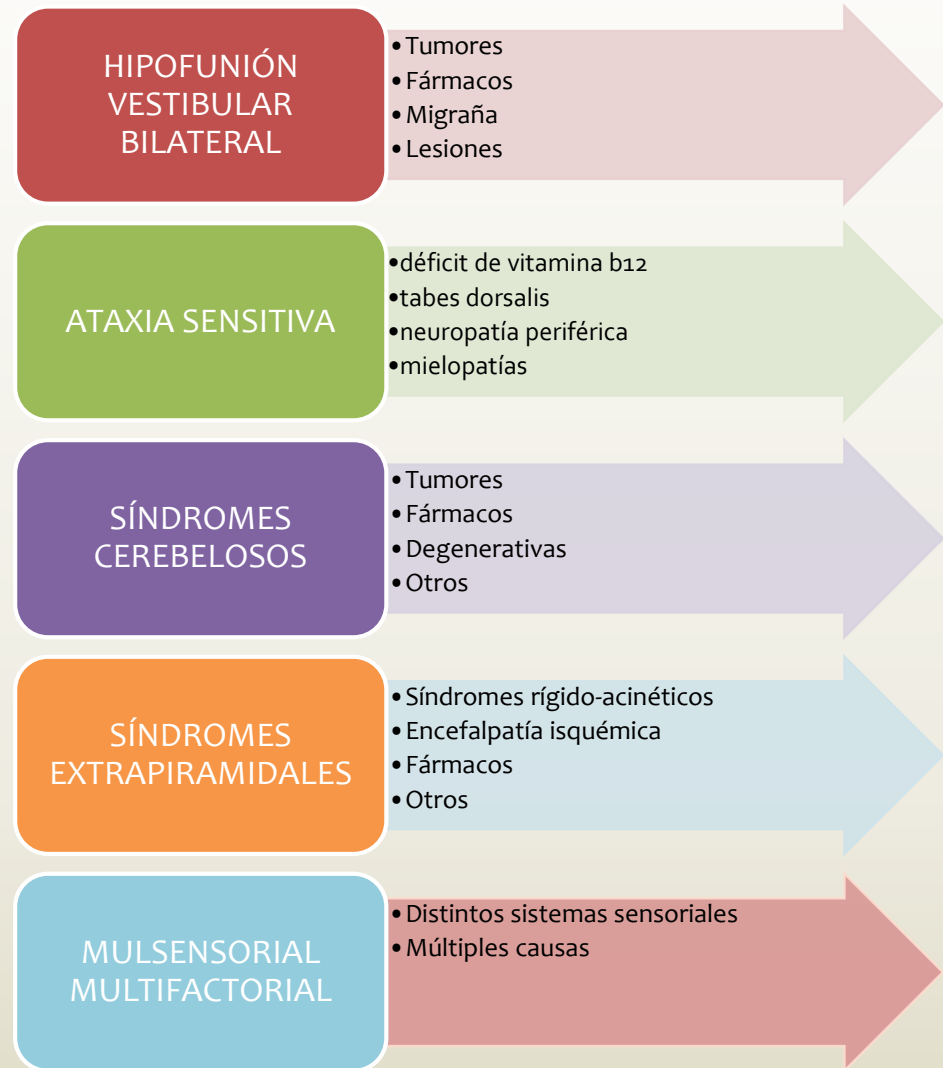 HIPOFUNIÓN
VESTIBULAR
BILATERAL
• Tumores
• Fármacos
• Migraña
• Lesiones
ATAXIA SENSITIVA
•déficit de vitamina b12
•tabes dorsalis
•neuropatía periférica
•mielopatías
SÍNDROMES
CEREBELOSOS
• Tumores
• Fármacos
• Degenerativas
• Otros
SÍNDROMES
EXTRAPIRAMIDALES
• Síndromes rígido-acinéticos
• Encefalpatía isquémica
• Fármacos
• Otros
MULSENSORIAL
MULTIFACTORIAL
• Distintos sistemas sensoriales
• Múltiples causas